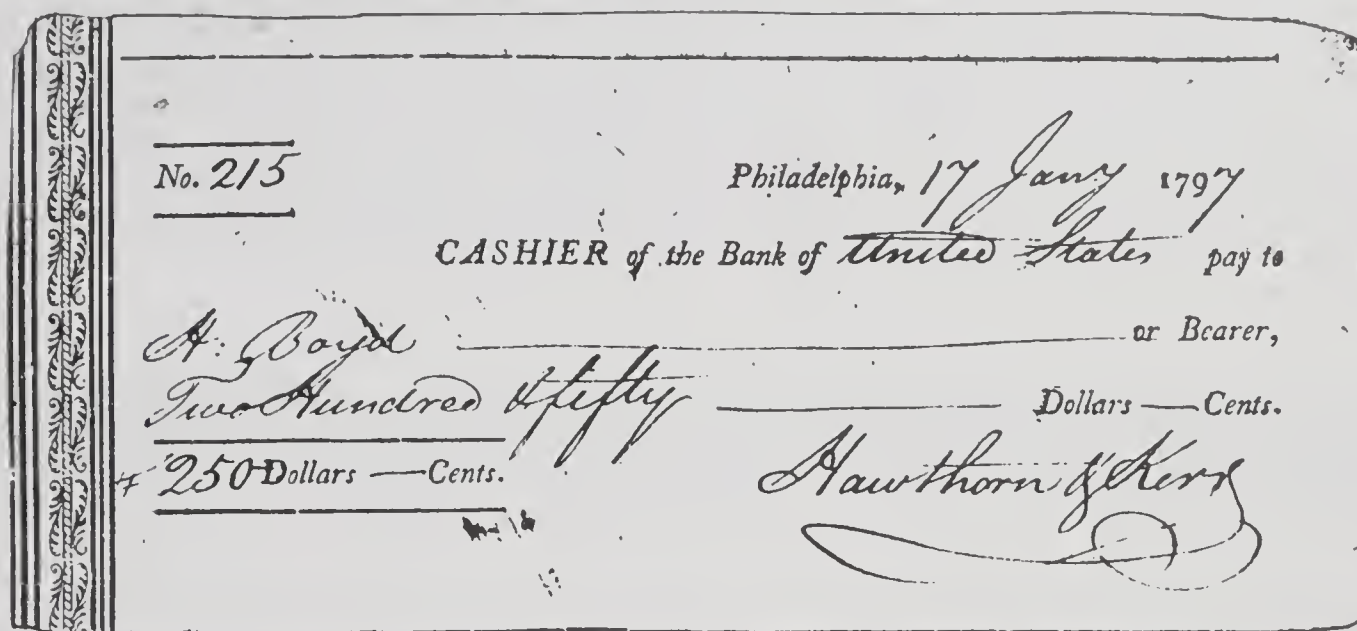 No. 215
Philadelphia, 17 Jany 1797
CASHIER of the Bank of United States pay to
A: Boyd or Bearer,
Two Hundred & fifty Dollars — Cents.
250 Dollars — Cents.
Hawthorn & Kerr